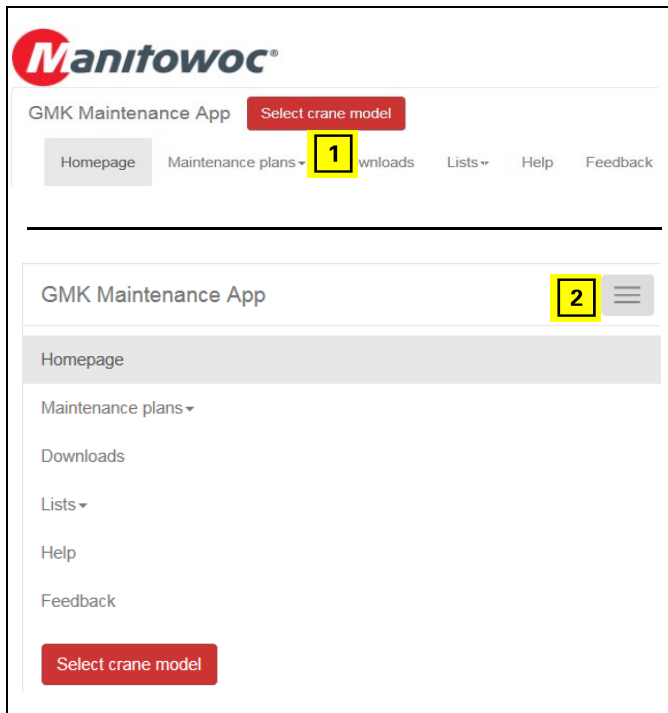 Manitowoc®
GMK Maintenance App Select crane model
Homepage Maintenance plans 1 wnloads Lists Help Feedback
GMK Maintenance App 2
Homepage
Maintenance plans
Downloads
Lists
Help
Feedback
Select crane model